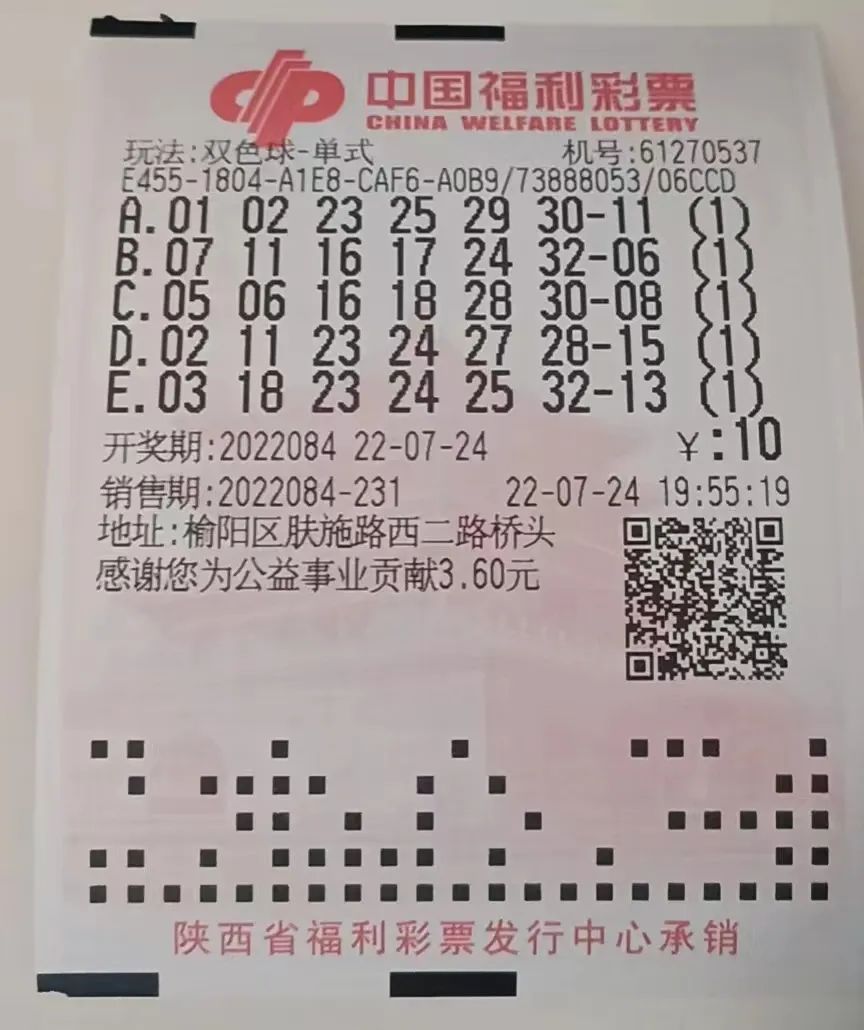 中国福利彩票
CHINA WELFARE LOTTERY
玩法:双色球-单式 机号:61270537
E455-1804-A1E8-CAF6-A0B9/73888053/06CCD
A.01 02 23 25 29 30-11 (1)
B.07 11 16 17 24 32-06 (1)
C.05 06 16 18 28 30-08 (1)
D.02 11 23 24 27 28-15 (1)
E.03 18 23 24 25 32-13 (1)
开奖期:2022084 22-07-24 ¥:10
销售期:2022084-231 22-07-24 19:55:19
地址:榆阳区肤施路西二路桥头
感谢您为公益事业贡献3.60元
陕西省福利彩票发行中心承销